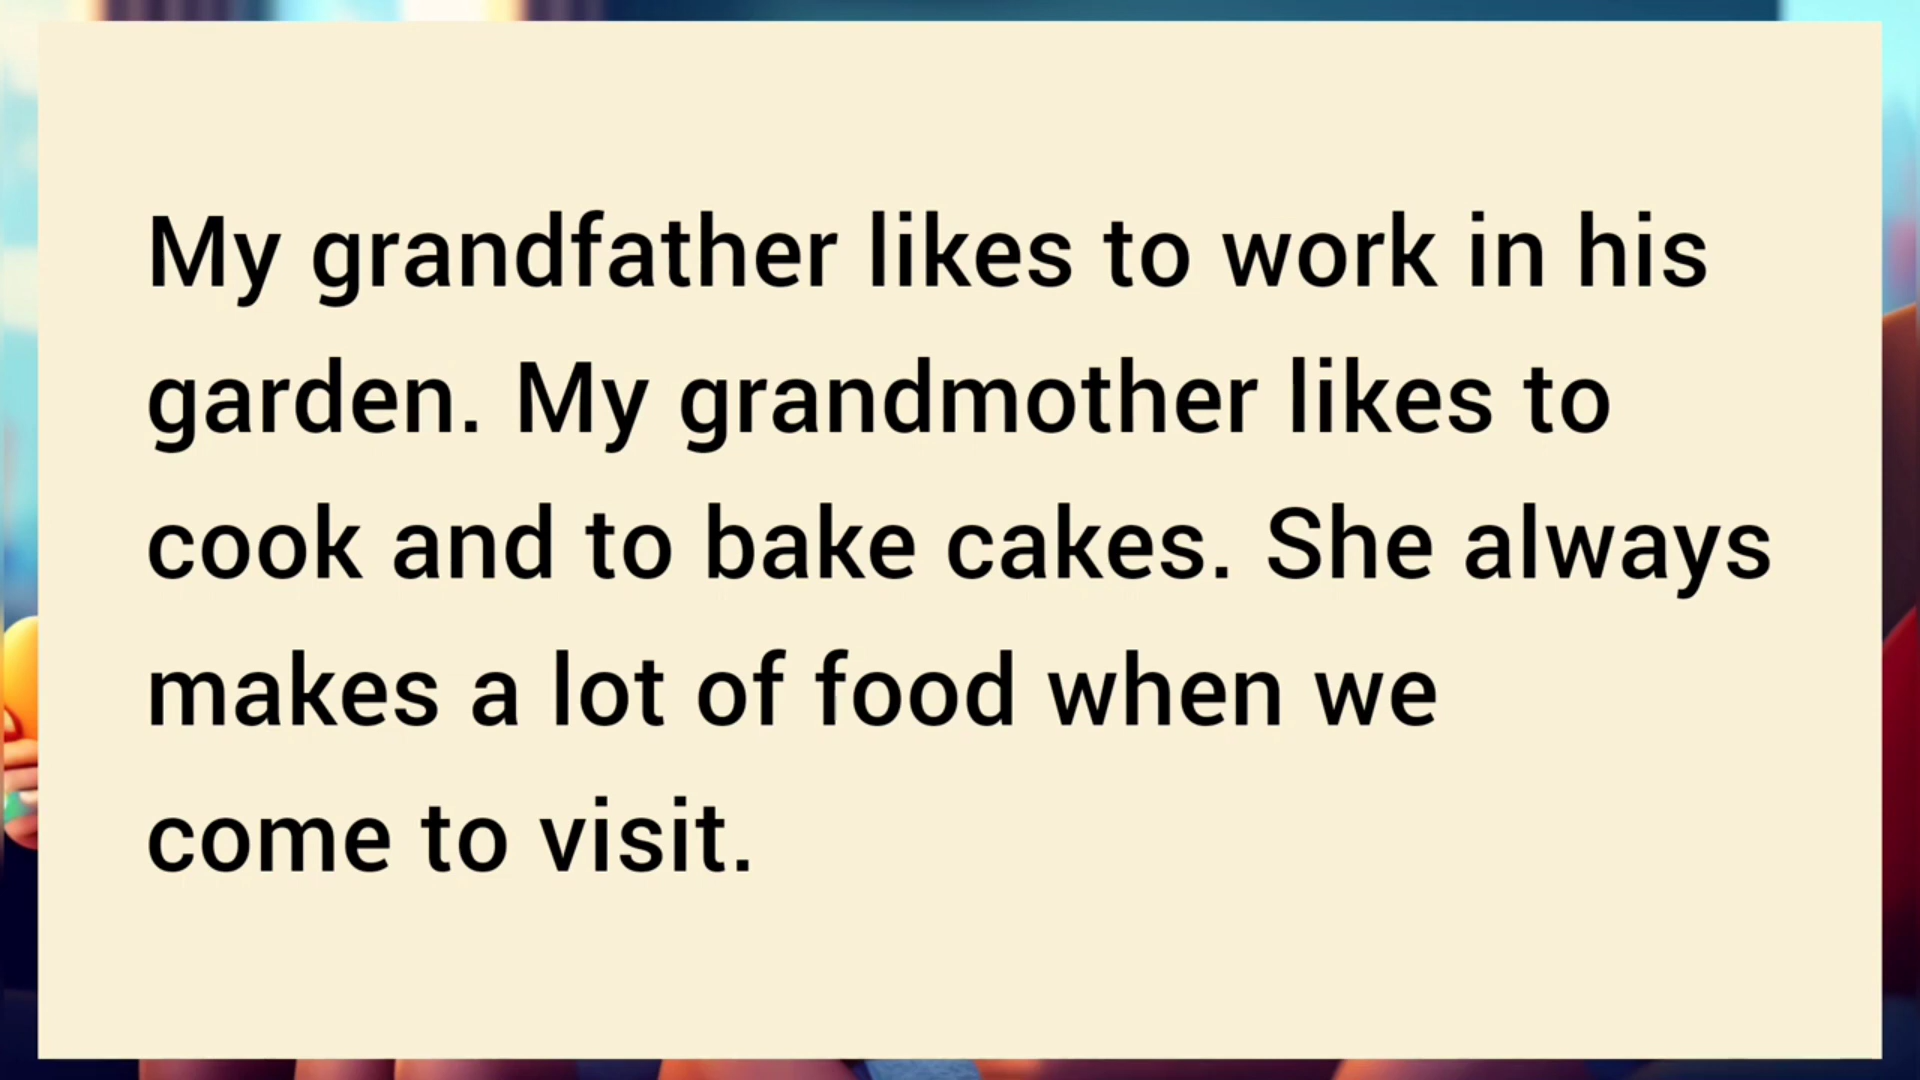 My grandfather likes to work in his
garden. My grandmother likes to
cook and to bake cakes. She always
makes a lot of food when we
come to visit.